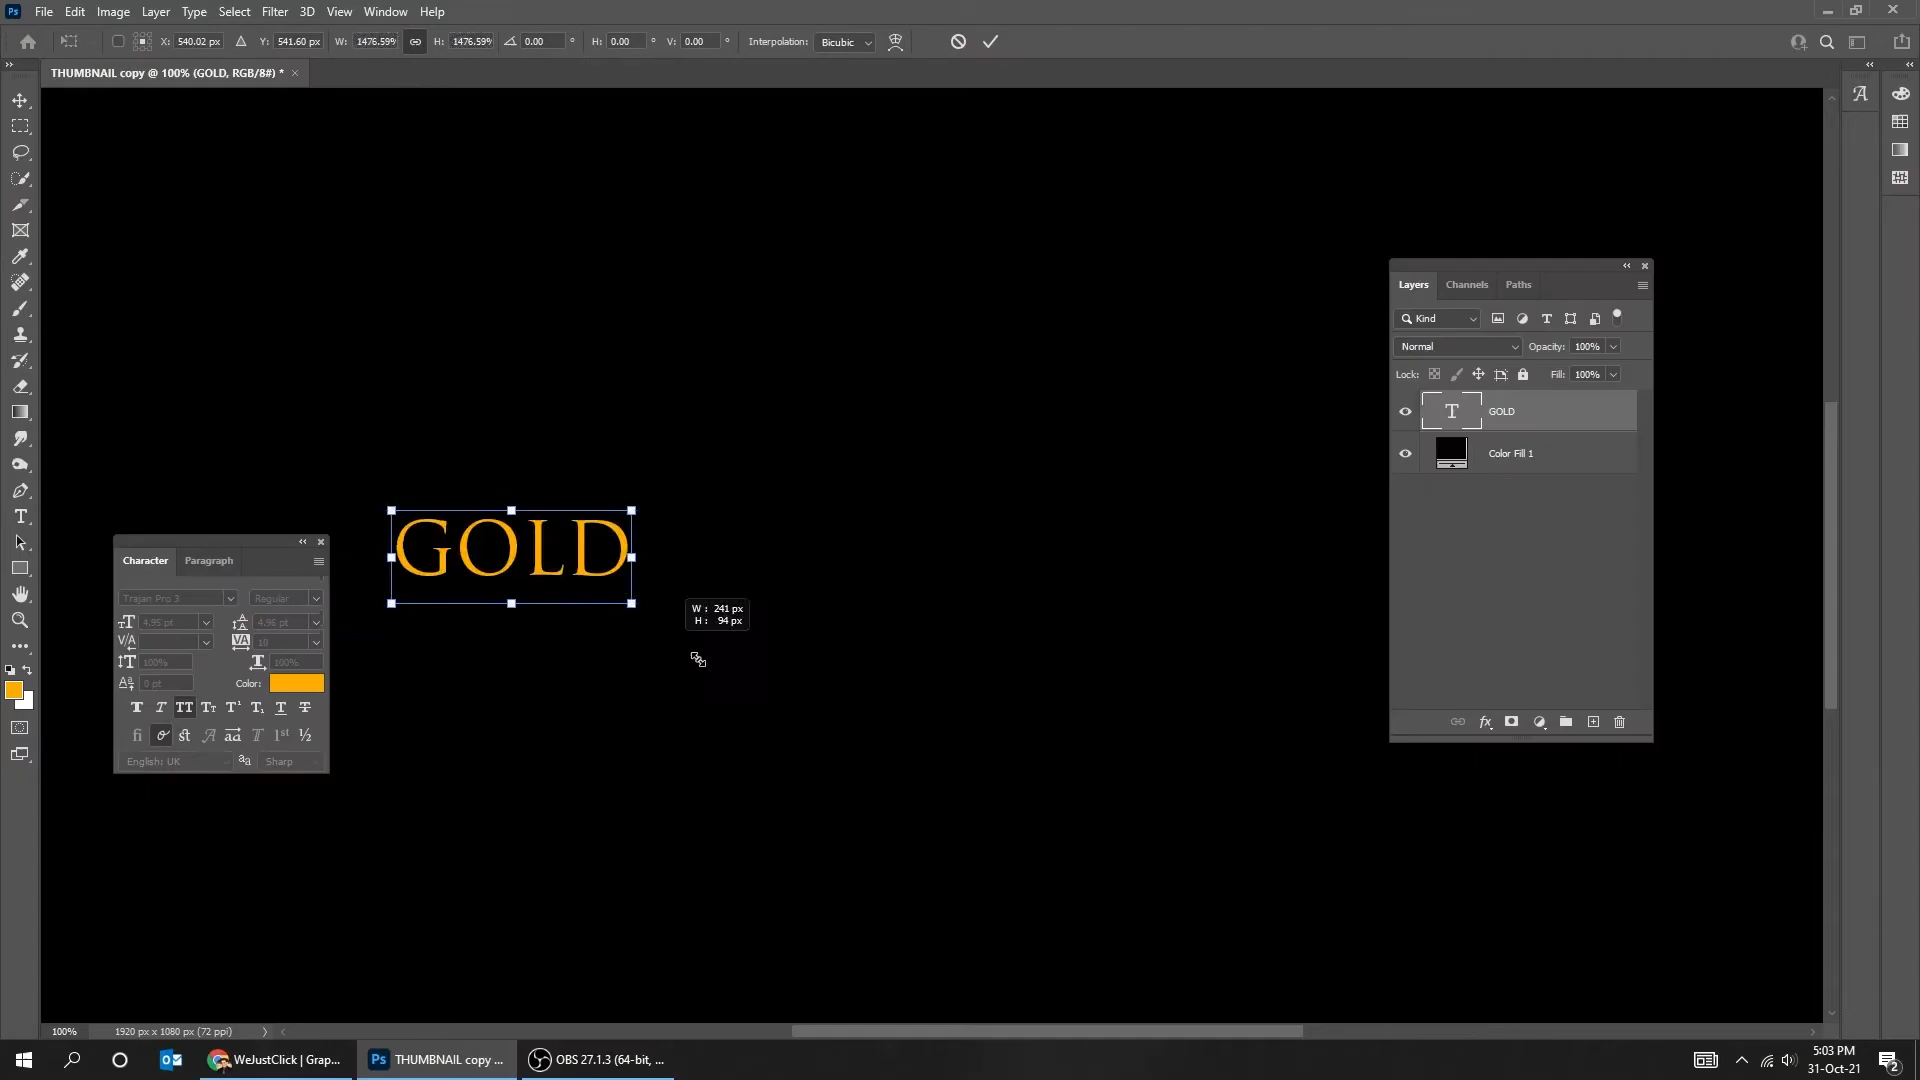 Ps File Edit Image Layer Type Select Filter 3D View Window Help
X: 540.02 px Y: 541.60 px W: 1476.59% H: 1476.59% 0.00 ° H: 0.00 ° V: 0.00 ° Interpolation: Bicubic
THUMBNAIL copy @ 100% (GOLD, RGB/8#) * ×
Layers Channels Paths
Kind
Normal Opacity: 100%
Lock: Fill: 100%
T GOLD
Color Fill 1
fx
GOLD
W : 241 px
H : 94 px
Character Paragraph
Trajan Pro 3 Regular
4.95 pt 4.96 pt
10
100% 100%
0 pt Color:
T T TT Tt T¹ T₁ T T
fi st A aa T 1st ½
English: UK aa Sharp
100% 1920 px x 1080 px (72 ppi)
WeJustClick | Grap...
Ps THUMBNAIL copy ...
OBS 27.1.3 (64-bit, ...
5:03 PM
31-Oct-21
2